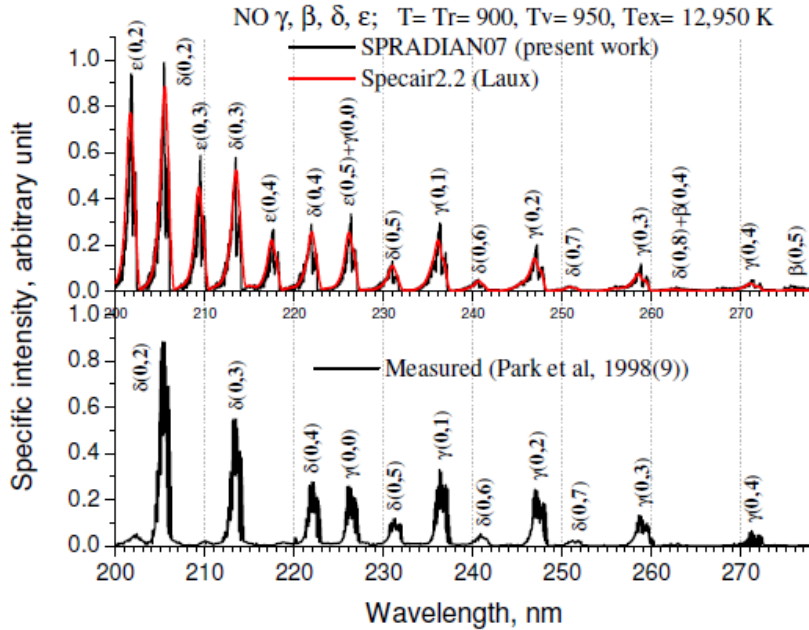 NO γ, β, δ, ε; T= Tr= 900, Tv= 950, Tex= 12,950 K
SPRADIAN07 (present work)
Specair2.2 (Laux)
ε(0,2)
δ(0,2)
ε(0,3)
δ(0,3)
ε(0,4)
δ(0,4)
ε(0,5)+γ(0,0)
δ(0,5)
γ(0,1)
δ(0,6)
γ(0,2)
δ(0,7)
γ(0,3)
δ(0,8)+β(0,4)
γ(0,4)
β(0,5)
1.0
0.8
0.6
0.4
0.2
0.0
200 210 220 230 240 250 260 270
Specific intensity, arbitrary unit
Measured (Park et al, 1998(9))
δ(0,2)
δ(0,3)
δ(0,4)
γ(0,0)
δ(0,5)
γ(0,1)
δ(0,6)
γ(0,2)
δ(0,7)
γ(0,3)
γ(0,4)
1.0
0.8
0.6
0.4
0.2
0.0
200 210 220 230 240 250 260 270
Wavelength, nm